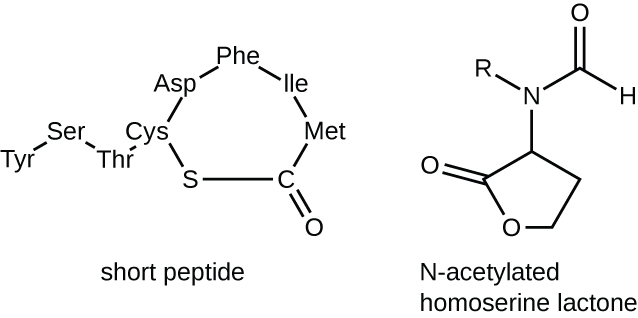 Tyr
Ser
Thr
Cys
Asp
Phe
Ile
Met
S
C
O
short peptide
O
R
N
H
O
O
N-acetylated
homoserine lactone